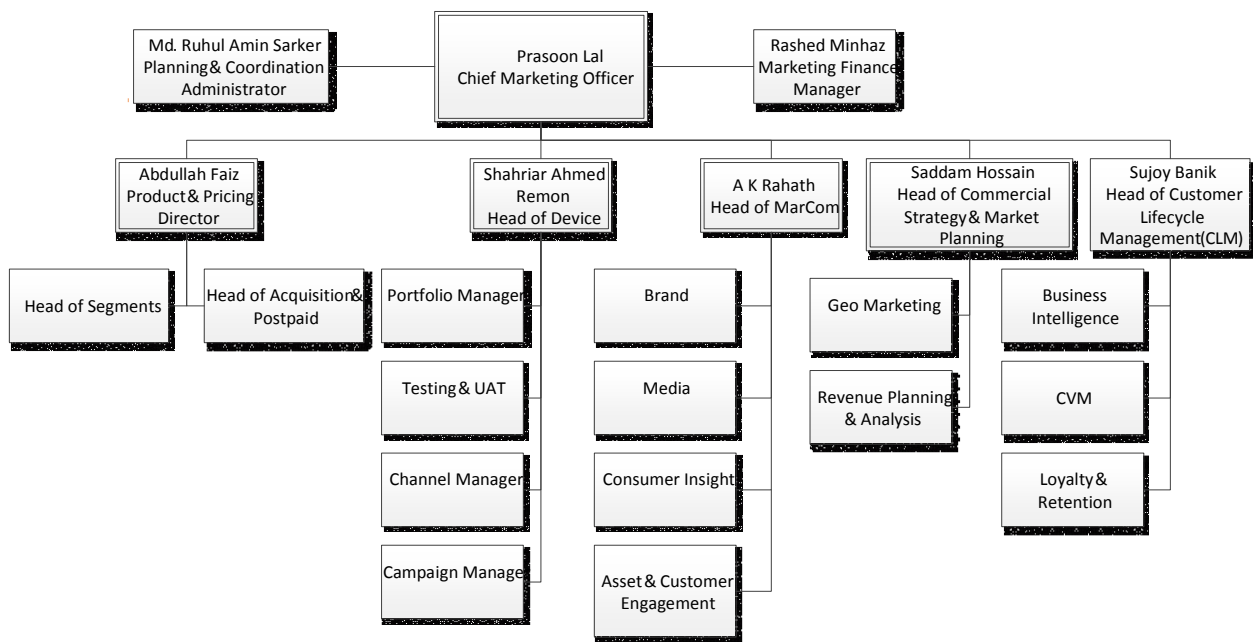 Md. Ruhul Amin Sarker
Planning & Coordination
Administrator
Prasoon Lal
Chief Marketing Officer
Rashed Minhaz
Marketing Finance
Manager
Abdullah Faiz
Product & Pricing
Director
Shahriar Ahmed
Remon
Head of Device
A K Rahath
Head of MarCom
Saddam Hossain
Head of Commercial
Strategy & Market
Planning
Sujoy Banik
Head of Customer
Lifecycle
Management(CLM)
Head of Segments
Head of Acquisition &
Postpaid
Portfolio Manager
Brand
Geo Marketing
Business
Intelligence
Testing & UAT
Media
Revenue Planning
& Analysis
CVM
Channel Manager
Consumer Insight
Loyalty &
Retention
Campaign Manager
Asset & Customer
Engagement